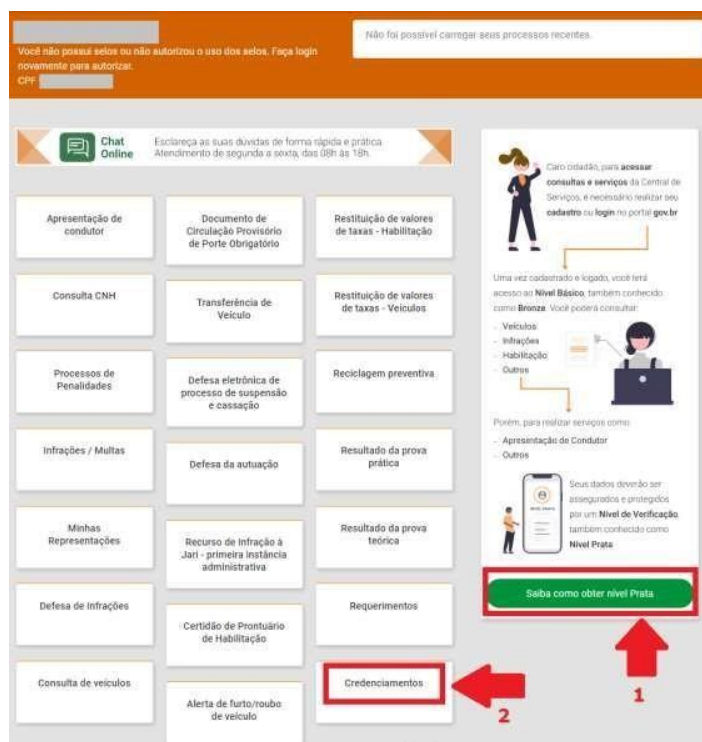 Você não possui selos ou não autorizou o uso dos selos. Faça login
novamente para autorizar.
CPF
Não foi possível carregar seus processos recentes.
Chat
Online
Esclareça as suas dúvidas de forma rápida e prática
Atendimento de segunda a sexta, das 08h às 18h.
Apresentação de
condutor
Consulta CNH
Processos de
Penalidades
Infrações / Multas
Minhas
Representações
Defesa de Infrações
Consulta de veículos
Documento de
Circulação Provisório
de Porte Obrigatório
Transferência de
Veículo
Defesa eletrônica de
processo de suspensão
e cassação
Defesa da autuação
Recurso de Infração à
Jari - primeira instância
administrativa
Certidão de Prontuário
de Habilitação
Alerta de furto/roubo
de veículo
Restituição de valores
de taxas - Habilitação
Restituição de valores
de taxas - Veículos
Reciclagem preventiva
Resultado da prova
prática
Resultado da prova
teórica
Requerimentos
Credenciamentos
2
Caro cidadão, para acessar
consultas e serviços da Central de
Serviços, é necessário realizar seu
cadastro ou login no portal gov.br
Uma vez cadastrado e logado, você terá
acesso ao Nível Básico, também conhecido
como Bronze. Você poderá consultar:
- Veículos
- Infrações
- Habilitação
- Outros
Porém, para realizar serviços como:
- Apresentação de Condutor
- Outros
Seus dados deverão ser
assegurados e protegidos
por um Nível de Verificação,
também conhecido como
Nível Prata
NÍVEL PRATA
Saiba como obter nível Prata
1